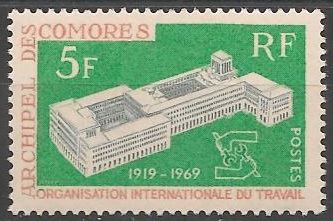 ARCHIPEL DES COMORES
5F
RF
1919-1969
POSTES
ORGANISATION INTERNATIONALE DU TRAVAIL